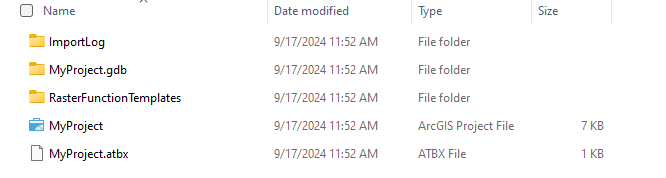 Name Date modified Type Size
ImportLog 9/17/2024 11:52 AM File folder
MyProject.gdb 9/17/2024 11:52 AM File folder
RasterFunctionTemplates 9/17/2024 11:52 AM File folder
MyProject 9/17/2024 11:52 AM ArcGIS Project File 7 KB
MyProject.atbx 9/17/2024 11:52 AM ATBX File 1 KB